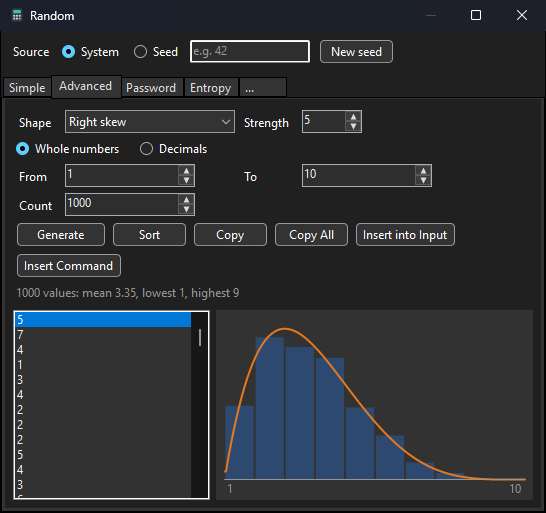 Random
Source System Seed e.g. 42 New seed
Simple Advanced Password Entropy ...
Shape Right skew Strength 5
Whole numbers Decimals
From 1 To 10
Count 1000
Generate Sort Copy Copy All Insert into Input
Insert Command
1000 values: mean 3.35, lowest 1, highest 9
5
7
4
1
3
4
2
2
2
5
4
3
1 10